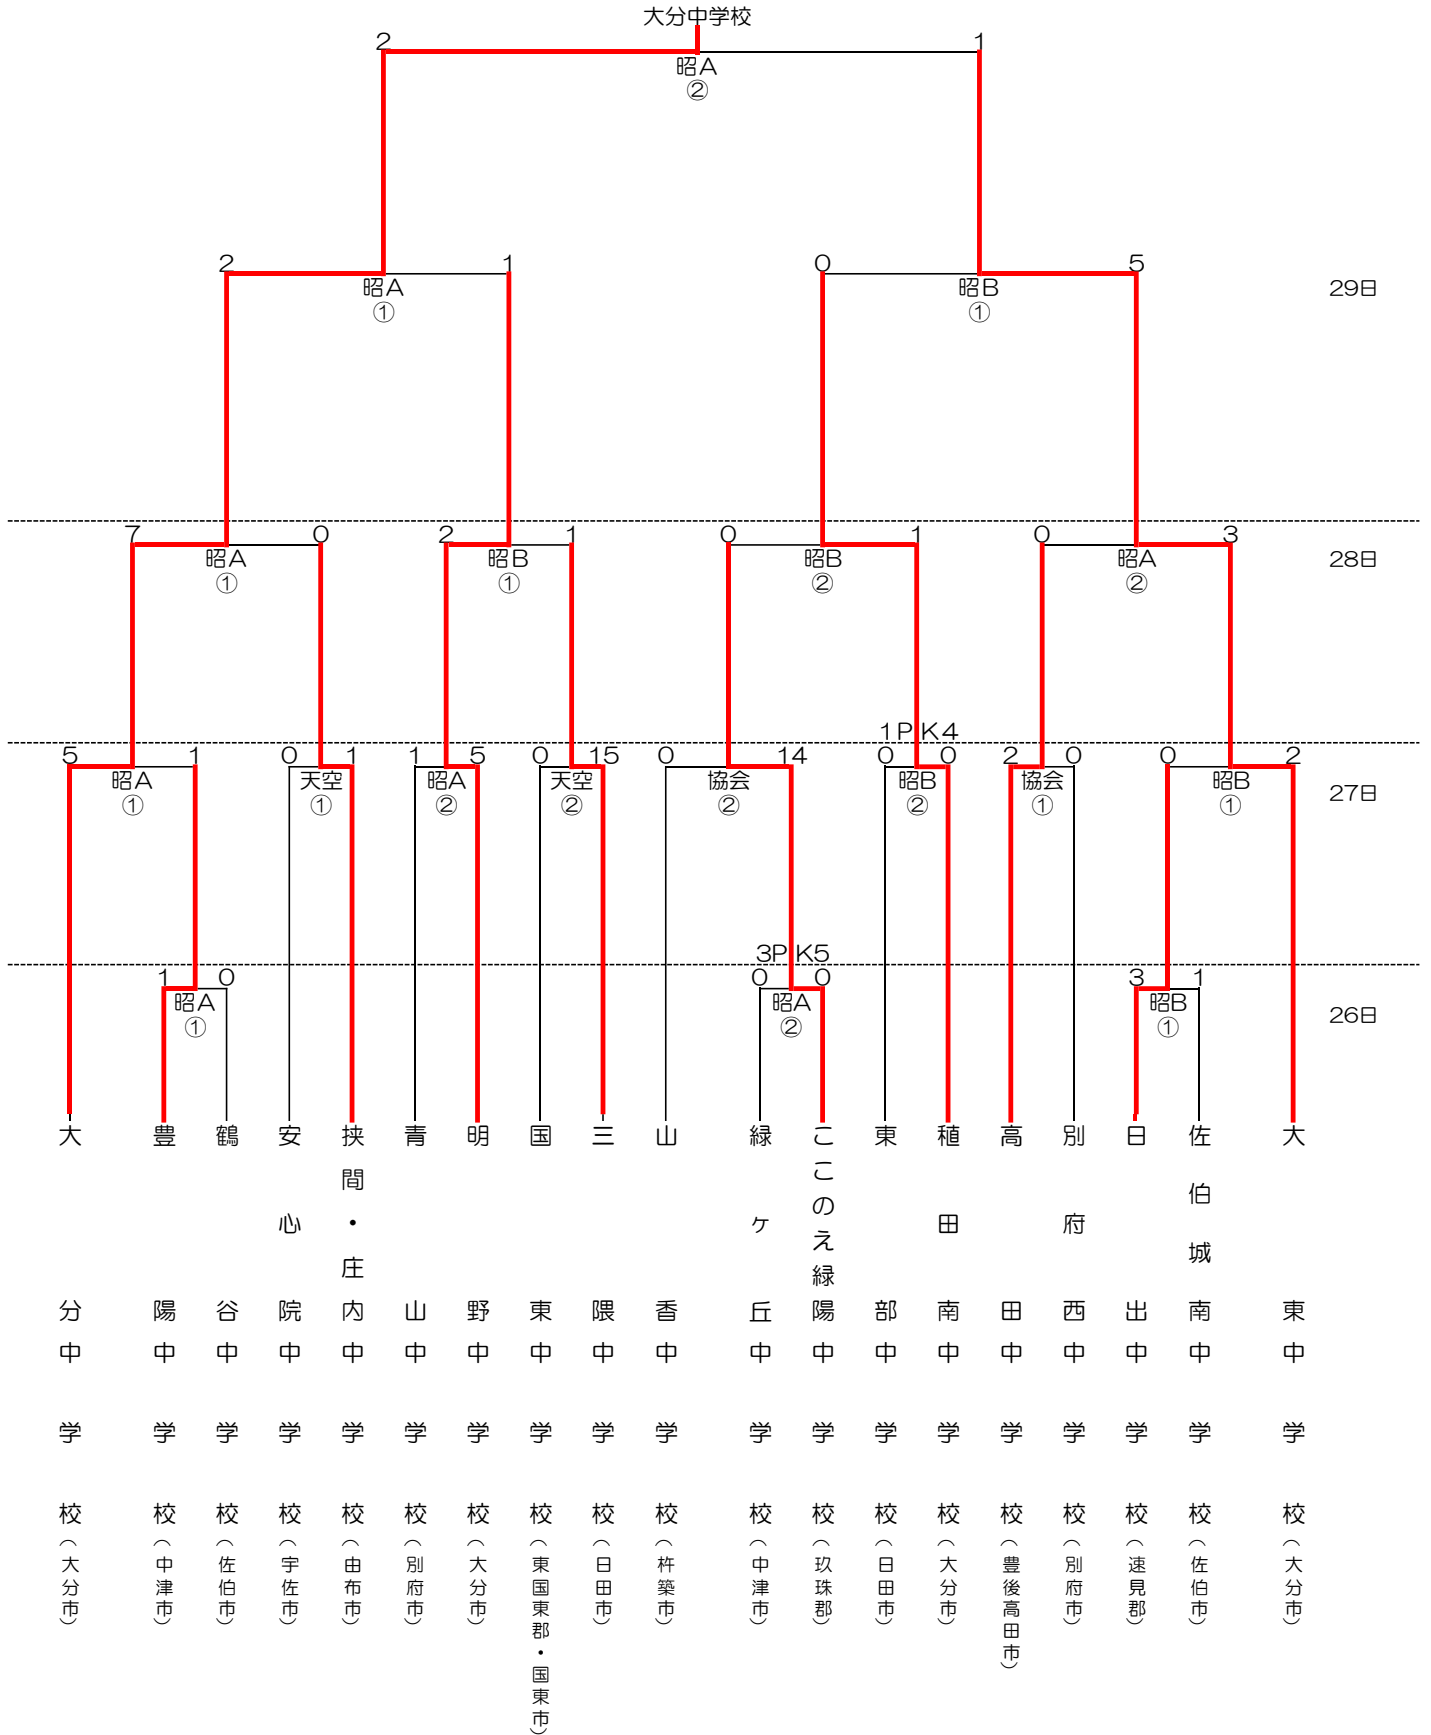 大分中学校
2 1
昭A
②
2 1 0 5
昭A 昭B 29日
① ①
7 0 2 1 0 1 0 3
昭A 昭B 昭B 昭A 28日
① ① ② ②
1PK4
5 1 0 1 1 5 0 15 0 14 0 0 2 0 0 2
昭A 天空 昭A 天空 協会 昭B 協会 昭B 27日
① ① ② ② ② ② ① ①
3PK5
1 0 0 0 3 1
昭A 昭A 昭B 26日
① ② ①
大分中学校(大分市)
豊陽中学校(中津市)
鶴谷中学校(佐伯市)
安心院中学校(宇佐市)
挟間・庄内中学校(由布市)
青山中学校(別府市)
明野中学校(大分市)
国東中学校(東国東郡・国東市)
三隈中学校(日田市)
山香中学校(杵築市)
緑ヶ丘中学校(中津市)
ここのえ緑陽中学校(玖珠郡)
東部中学校(日田市)
稙田南中学校(大分市)
高田中学校(豊後高田市)
別府西中学校(別府市)
日出中学校(速見郡)
佐伯城南中学校(佐伯市)
大東中学校(大分市)